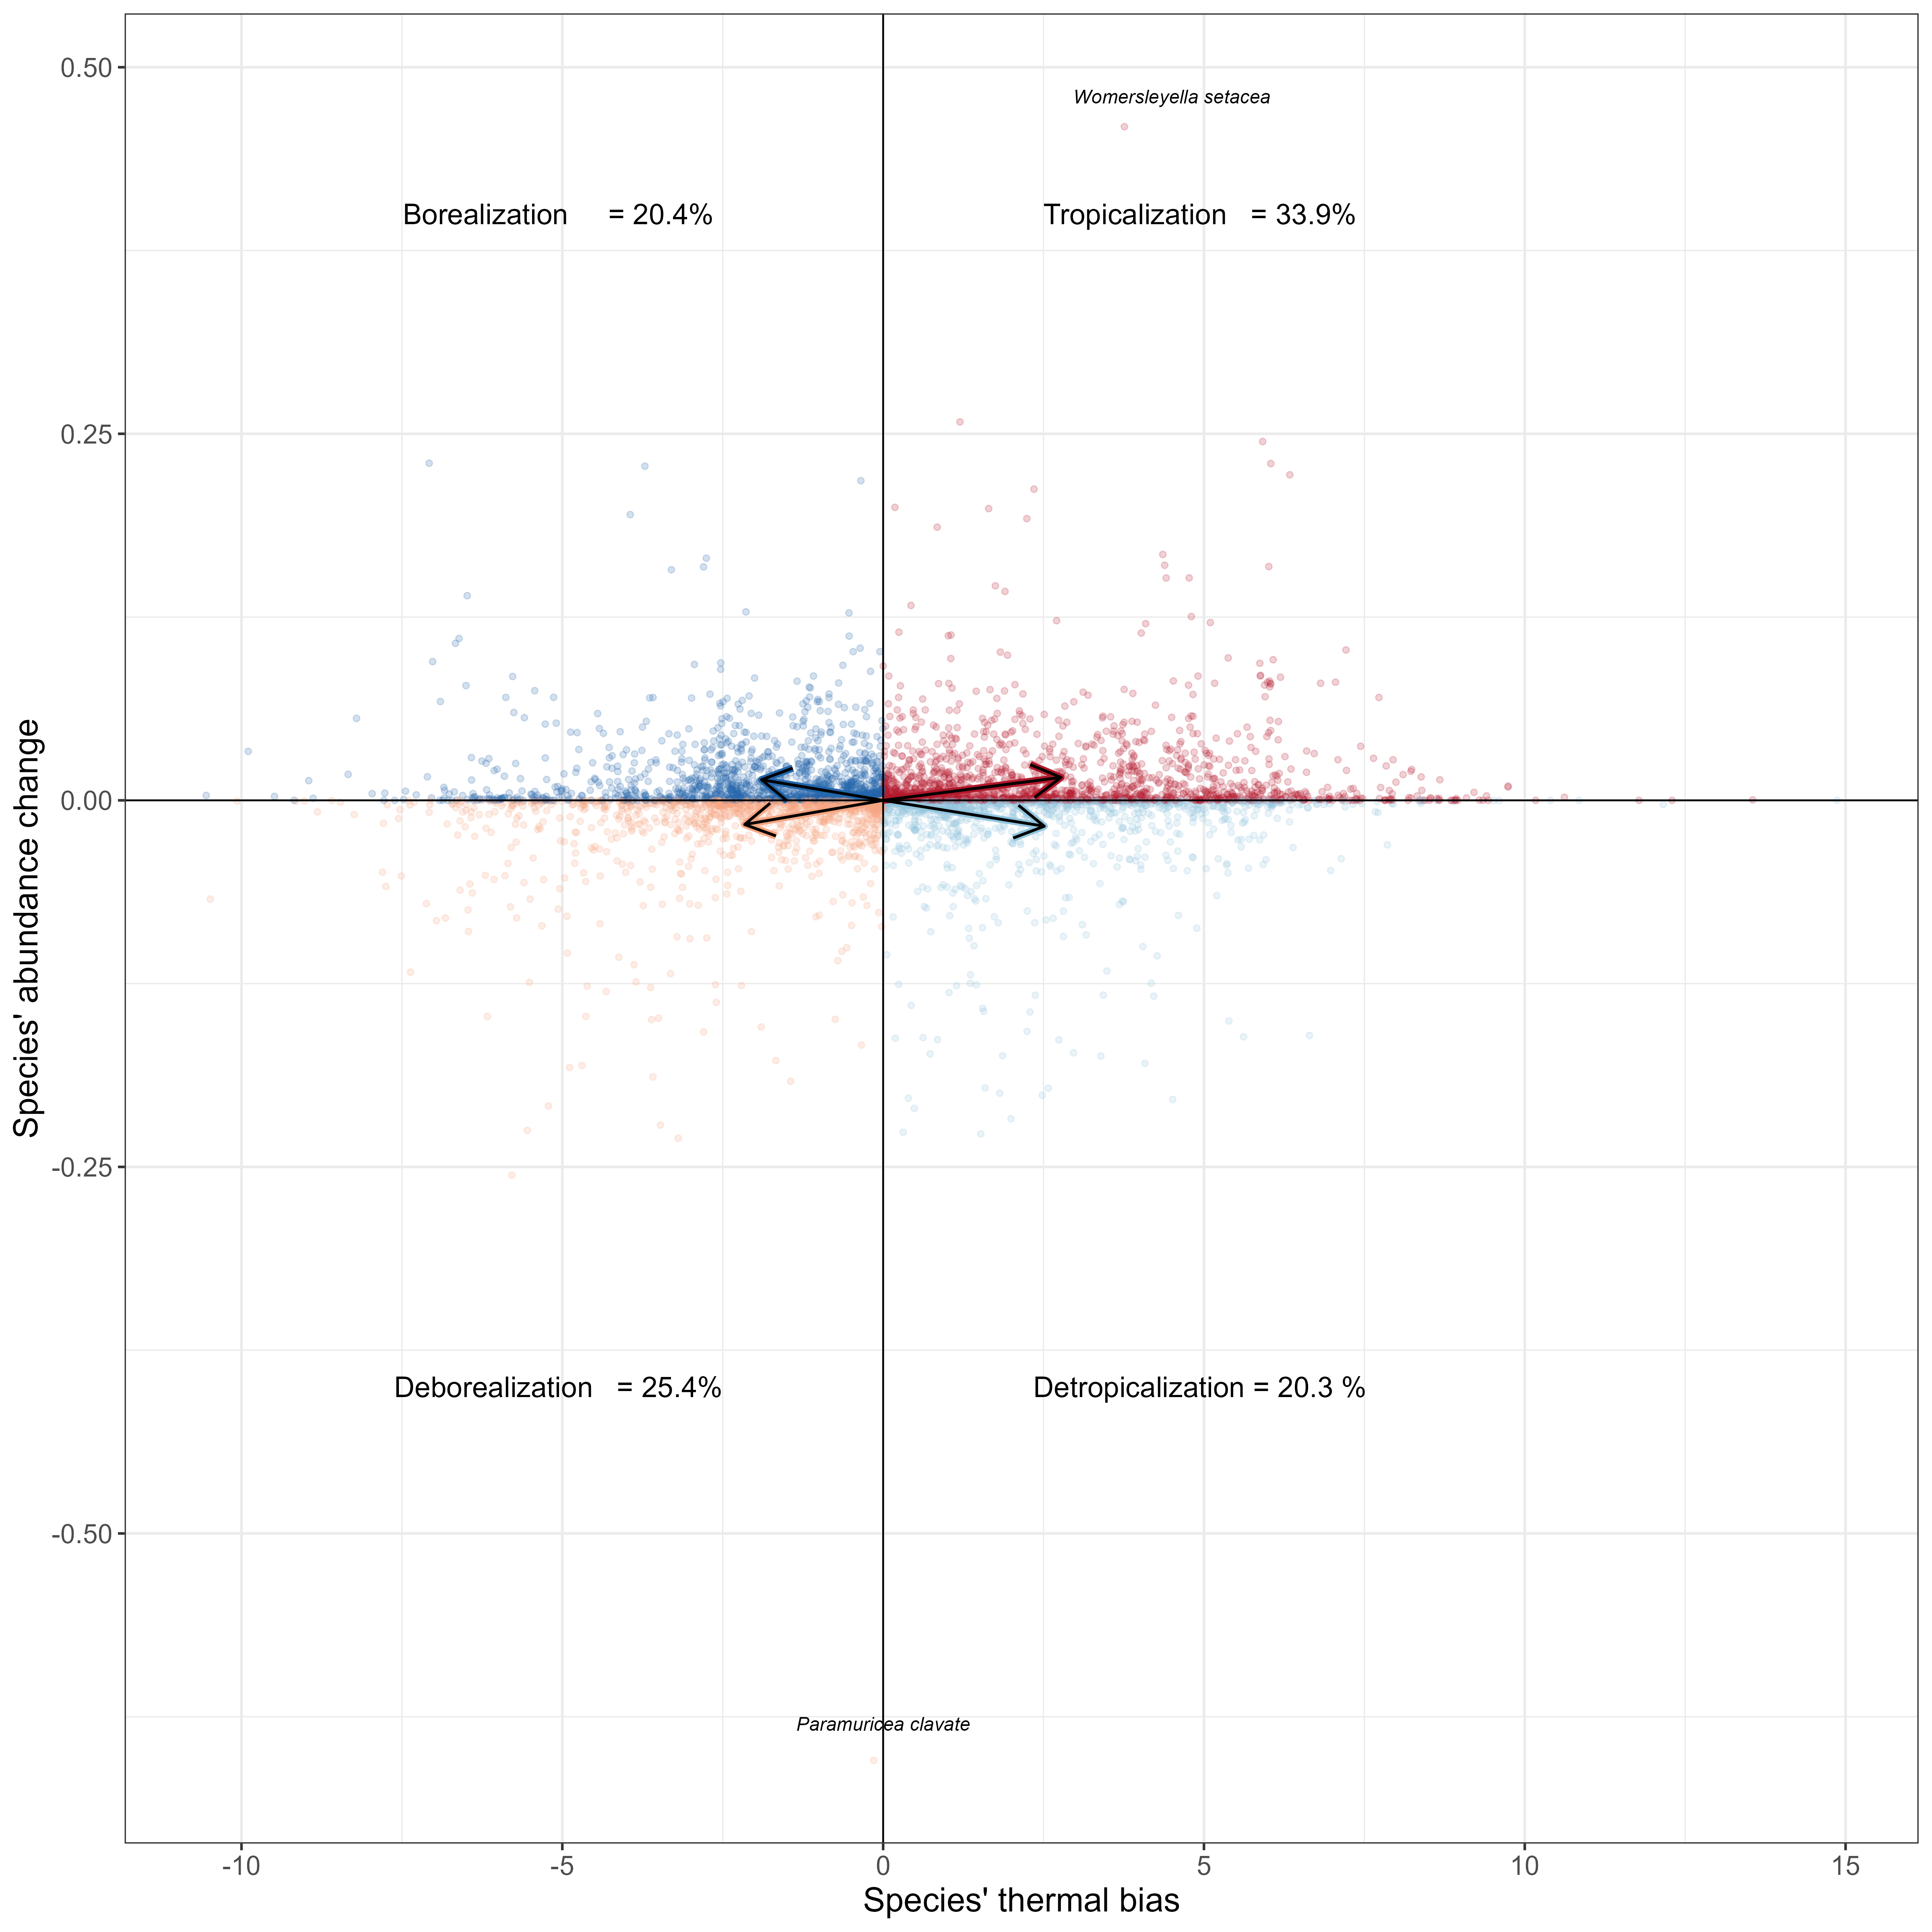 0.50
Womersleyella setacea
Borealization = 20.4%
Tropicalization = 33.9%
0.25
0.00
Species' abundance change
-0.25
Deborealization = 25.4%
Detropicalization = 20.3 %
-0.50
Paramuricea clavate
-10 -5 0 5 10 15
Species' thermal bias